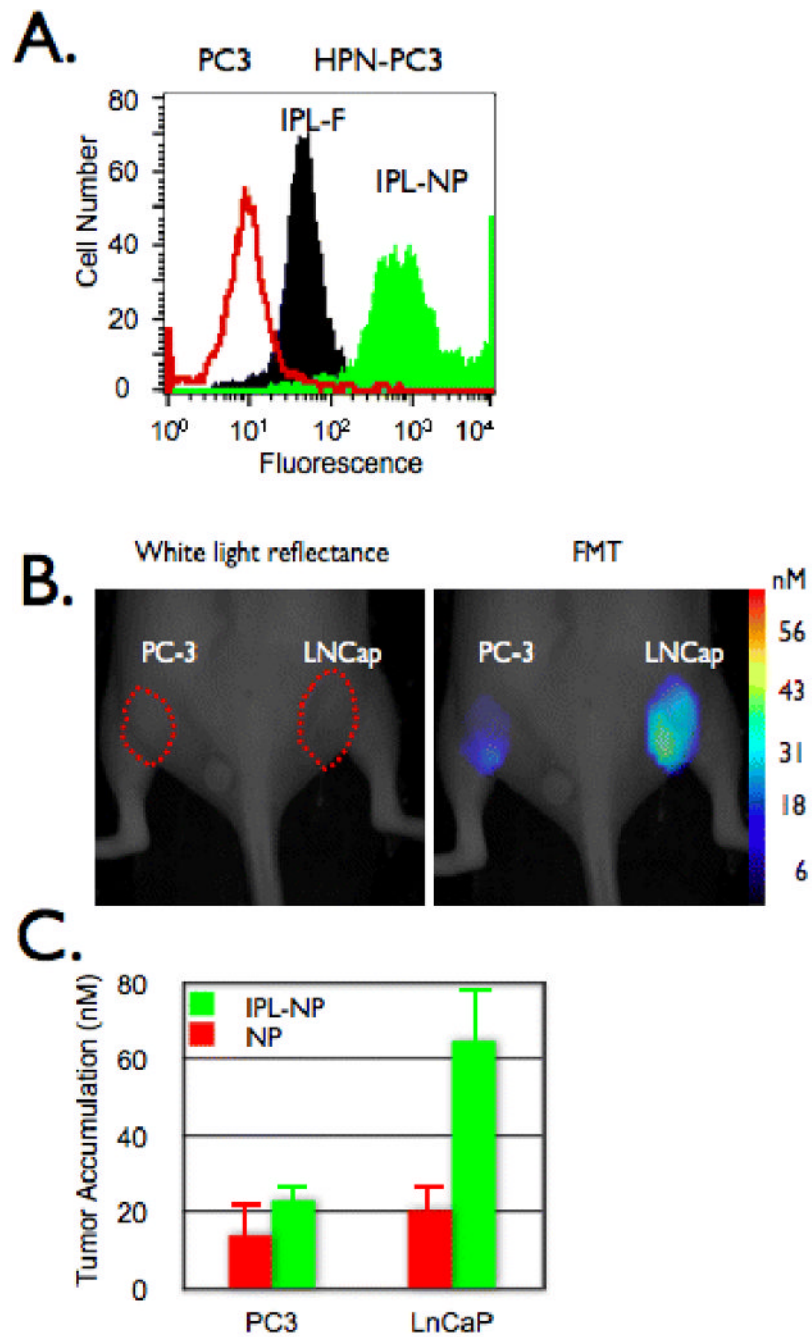 A.
PC3 HPN-PC3
IPL-F
IPL-NP
80
60
40
20
0
Cell Number
10⁰ 10¹ 10² 10³ 10⁴
Fluorescence
B.
White light reflectance FMT
nM
PC-3 LNCap
PC-3 LNCap
56
43
31
18
6
C.
Tumor Accumulation (nM)
80
60
40
20
0
IPL-NP
NP
PC3 LnCaP